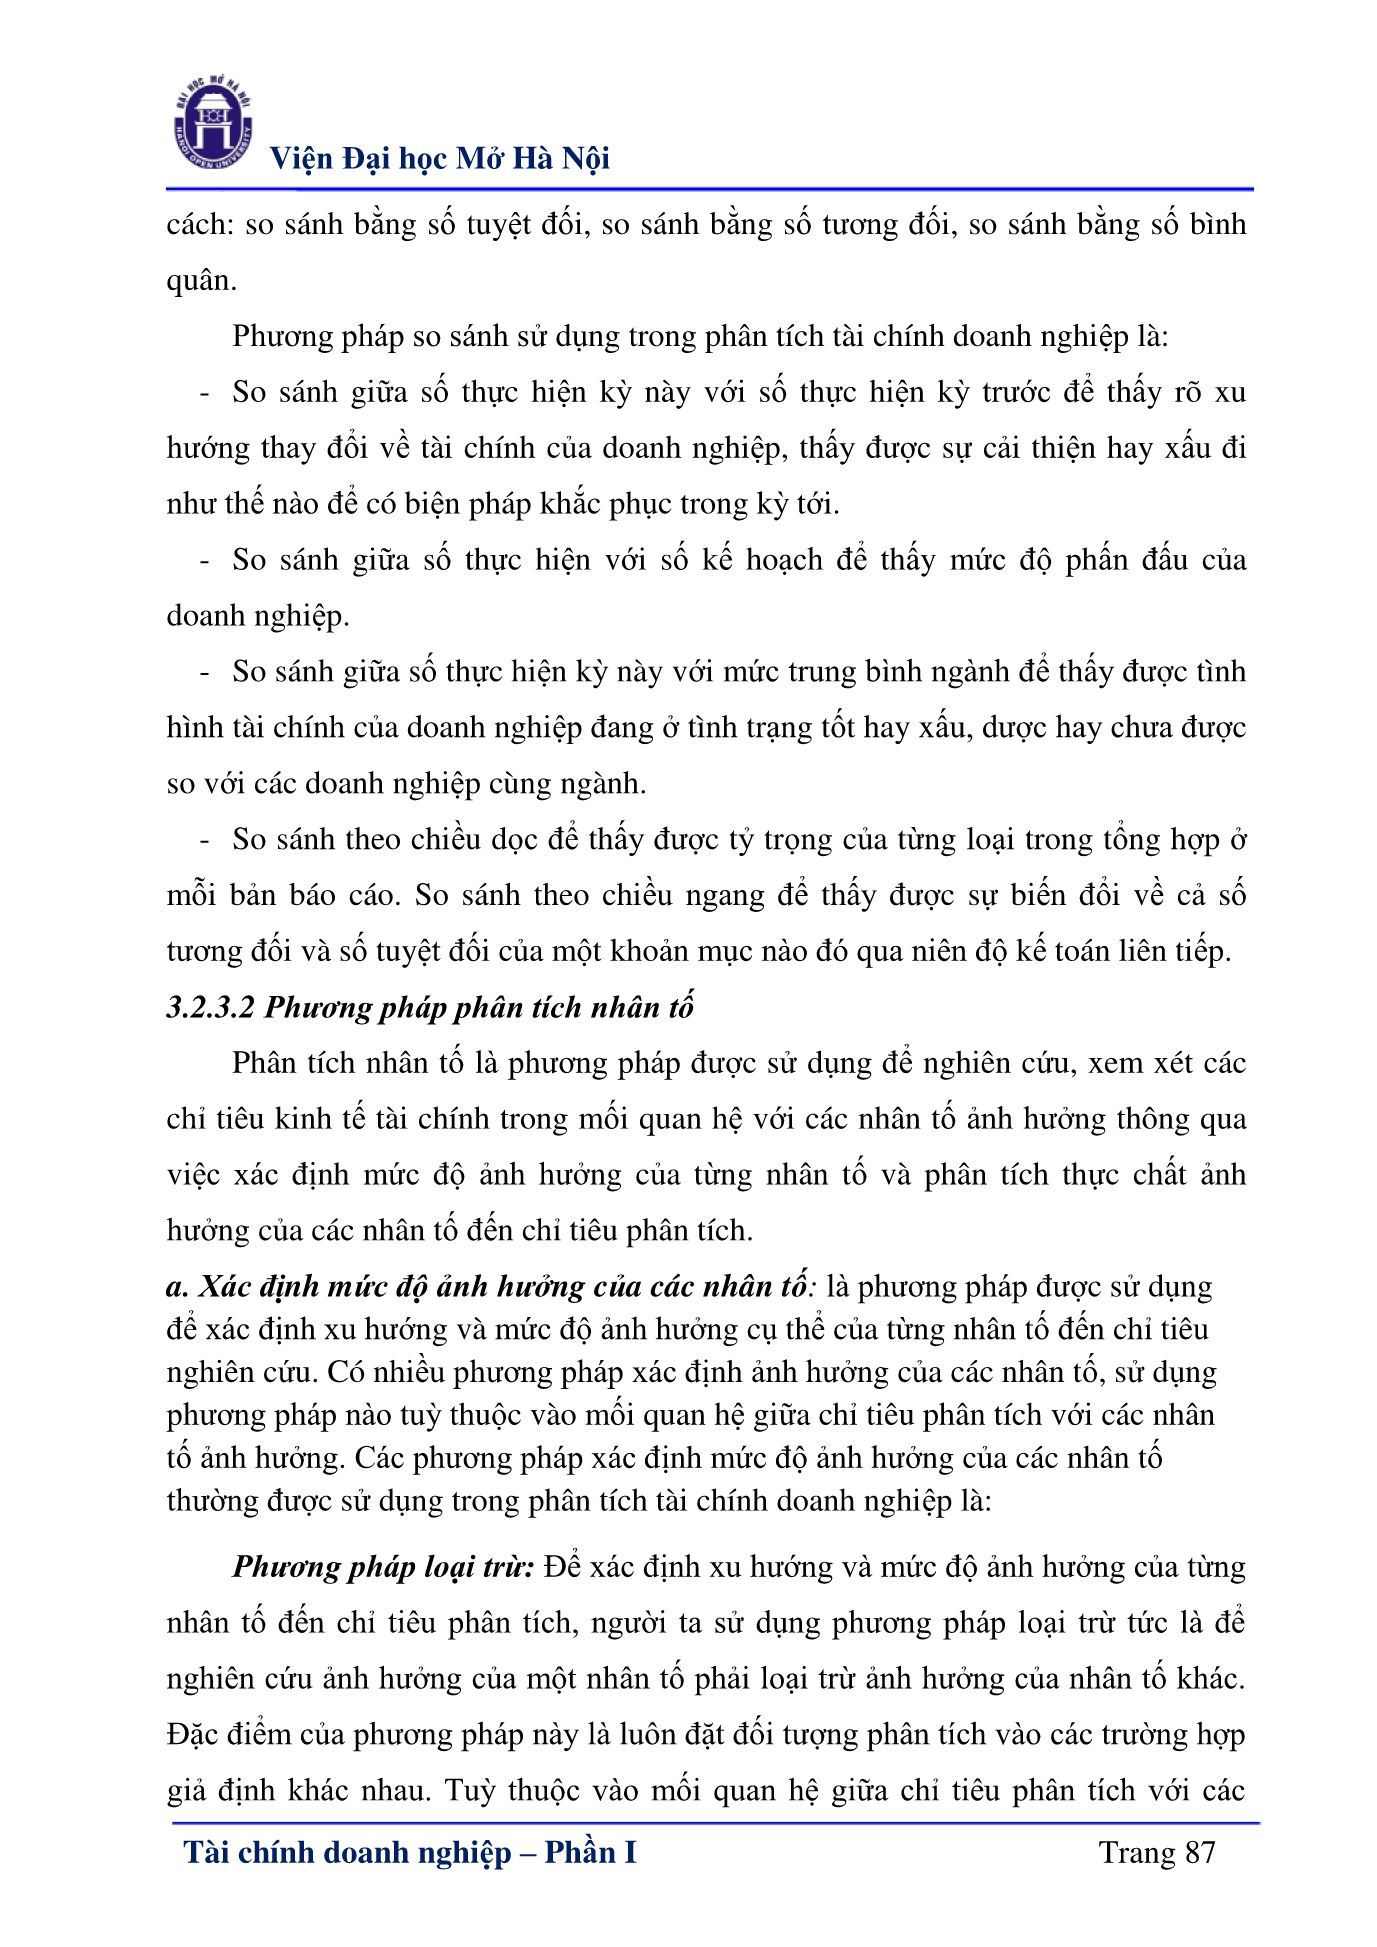 ĐẠI HỌC MỞ HÀ NỘI
HANOI OPEN UNIVERSITY
Viện Đại học Mở Hà Nội
cách: so sánh bằng số tuyệt đối, so sánh bằng số tương đối, so sánh bằng số bình
quân.
Phương pháp so sánh sử dụng trong phân tích tài chính doanh nghiệp là:
- So sánh giữa số thực hiện kỳ này với số thực hiện kỳ trước để thấy rõ xu
hướng thay đổi về tài chính của doanh nghiệp, thấy được sự cải thiện hay xấu đi
như thế nào để có biện pháp khắc phục trong kỳ tới.
- So sánh giữa số thực hiện với số kế hoạch để thấy mức độ phấn đấu của
doanh nghiệp.
- So sánh giữa số thực hiện kỳ này với mức trung bình ngành để thấy được tình
hình tài chính của doanh nghiệp đang ở tình trạng tốt hay xấu, dược hay chưa được
so với các doanh nghiệp cùng ngành.
- So sánh theo chiều dọc để thấy được tỷ trọng của từng loại trong tổng hợp ở
mỗi bản báo cáo. So sánh theo chiều ngang để thấy được sự biến đổi về cả số
tương đối và số tuyệt đối của một khoản mục nào đó qua niên độ kế toán liên tiếp.
3.2.3.2 Phương pháp phân tích nhân tố
Phân tích nhân tố là phương pháp được sử dụng để nghiên cứu, xem xét các
chỉ tiêu kinh tế tài chính trong mối quan hệ với các nhân tố ảnh hưởng thông qua
việc xác định mức độ ảnh hưởng của từng nhân tố và phân tích thực chất ảnh
hưởng của các nhân tố đến chỉ tiêu phân tích.
a. Xác định mức độ ảnh hưởng của các nhân tố: là phương pháp được sử dụng
để xác định xu hướng và mức độ ảnh hưởng cụ thể của từng nhân tố đến chỉ tiêu
nghiên cứu. Có nhiều phương pháp xác định ảnh hưởng của các nhân tố, sử dụng
phương pháp nào tuỳ thuộc vào mối quan hệ giữa chỉ tiêu phân tích với các nhân
tố ảnh hưởng. Các phương pháp xác định mức độ ảnh hưởng của các nhân tố
thường được sử dụng trong phân tích tài chính doanh nghiệp là:
Phương pháp loại trừ: Để xác định xu hướng và mức độ ảnh hưởng của từng
nhân tố đến chỉ tiêu phân tích, người ta sử dụng phương pháp loại trừ tức là để
nghiên cứu ảnh hưởng của một nhân tố phải loại trừ ảnh hưởng của nhân tố khác.
Đặc điểm của phương pháp này là luôn đặt đối tượng phân tích vào các trường hợp
giả định khác nhau. Tuỳ thuộc vào mối quan hệ giữa chỉ tiêu phân tích với các
Tài chính doanh nghiệp – Phần I Trang 87